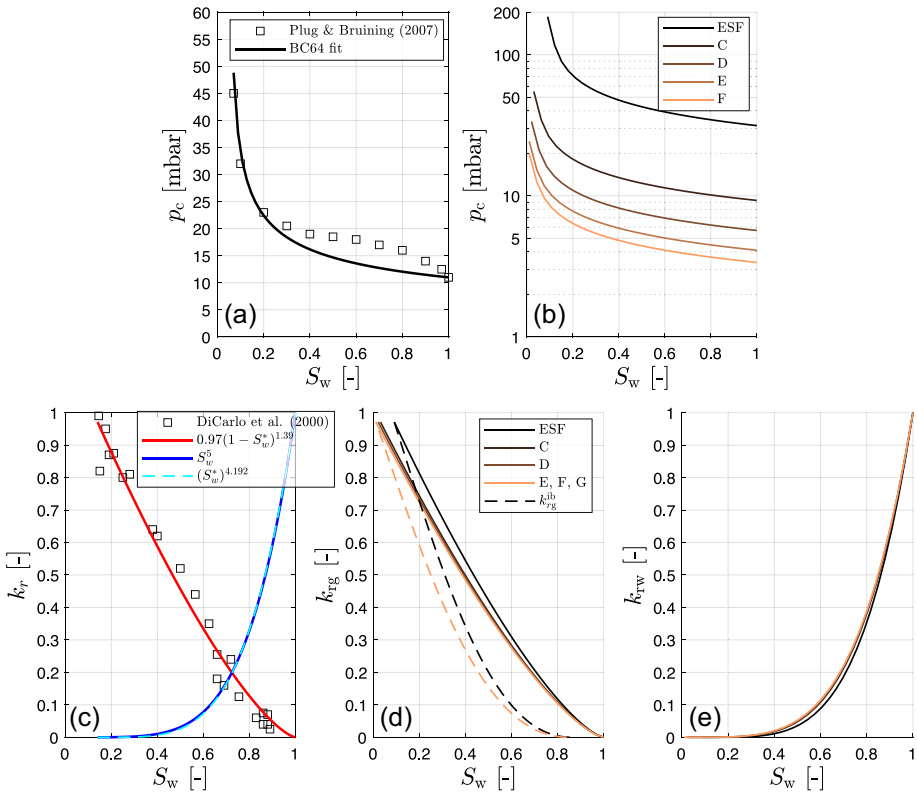 60
55
50
45
40
35
30
25
20
15
10
5
0
p_c [mbar]
Plug & Bruining (2007)
BC64 fit
(a)
0 0.2 0.4 0.6 0.8 1
S_w [-]
200
100
50
10
5
1
p_c [mbar]
ESF
C
D
E
F
(b)
0 0.2 0.4 0.6 0.8 1
S_w [-]
1
0.9
0.8
0.7
0.6
0.5
0.4
0.3
0.2
0.1
0
k_r [-]
DiCarlo et al. (2000)
0.97(1 − S_w^*)^{1.39}
S_w^5
(S_w^*)^{4.192}
(c)
0 0.2 0.4 0.6 0.8 1
S_w [-]
1
0.9
0.8
0.7
0.6
0.5
0.4
0.3
0.2
0.1
0
k_rg [-]
ESF
C
D
E, F, G
k_{rg}^{ib}
(d)
0 0.2 0.4 0.6 0.8 1
S_w [-]
1
0.9
0.8
0.7
0.6
0.5
0.4
0.3
0.2
0.1
0
k_rw [-]
(e)
0 0.2 0.4 0.6 0.8 1
S_w [-]